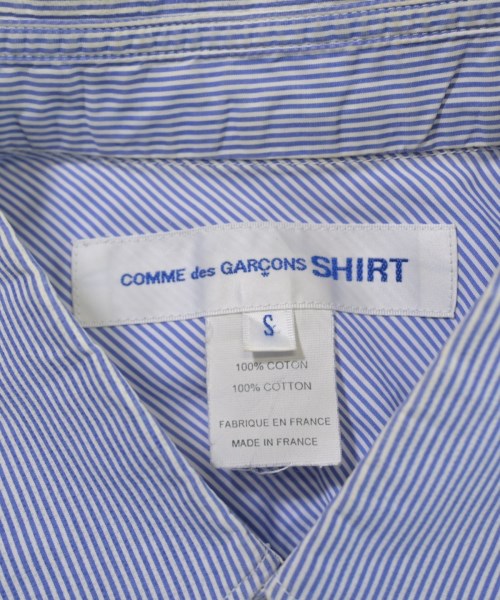 COMME des GARÇONS SHIRT
S
100% COTON
100% COTTON
FABRIQUE EN FRANCE
MADE IN FRANCE